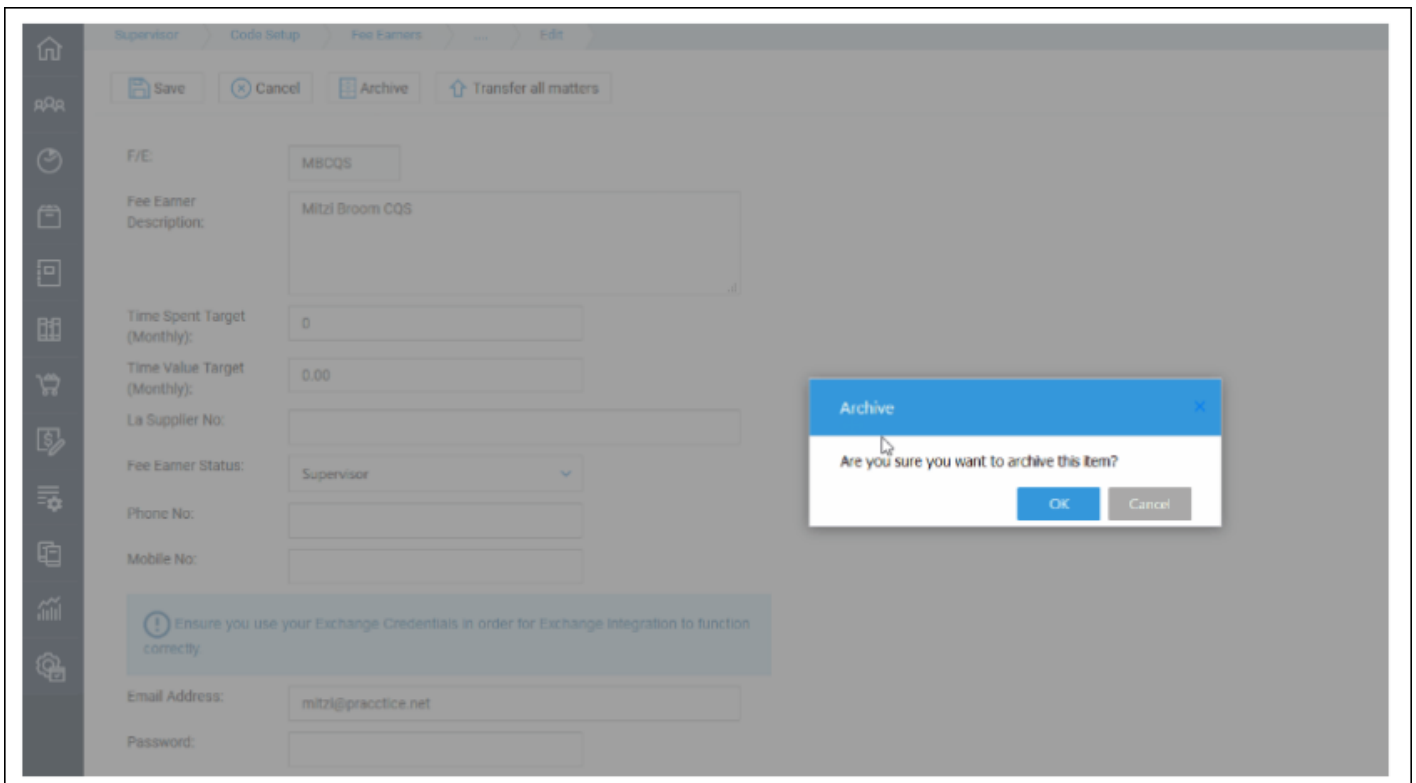 Supervisor Code Setup Fee Earners .... Edit
Save Cancel Archive Transfer all matters
F/E: MBCQS
Fee Earner
Description:
Mitzi Broom CQS
Time Spent Target
(Monthly):
0
Time Value Target
(Monthly):
0.00
La Supplier No:
Fee Earner Status: Supervisor
Phone No:
Mobile No:
Ensure you use your Exchange Credentials in order for Exchange Integration to function
correctly.
Email Address: mitzi@pracctice.net
Password:
Archive
Are you sure you want to archive this item?
OK Cancel